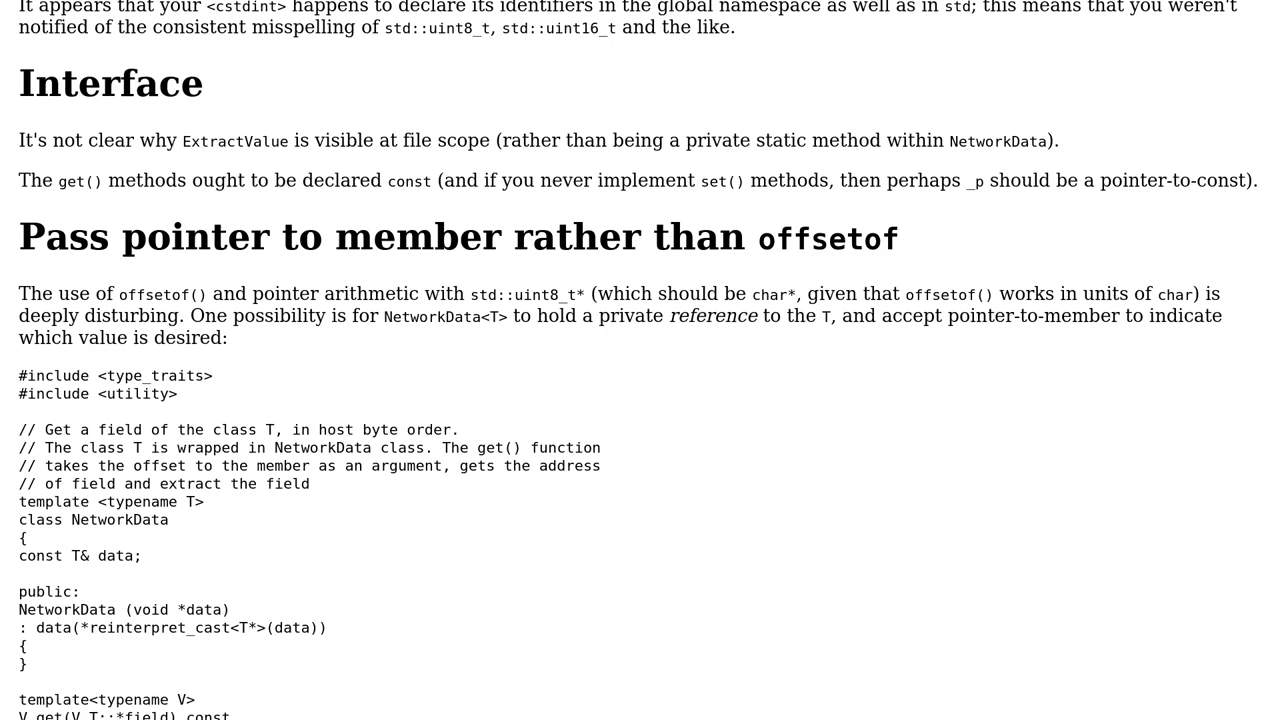 It appears that your <cstdint> happens to declare its identifiers in the global namespace as well as in std; this means that you weren't
notified of the consistent misspelling of std::uint8_t, std::uint16_t and the like.
Interface
It's not clear why ExtractValue is visible at file scope (rather than being a private static method within NetworkData).
The get() methods ought to be declared const (and if you never implement set() methods, then perhaps _p should be a pointer-to-const).
Pass pointer to member rather than offsetof
The use of offsetof() and pointer arithmetic with std::uint8_t* (which should be char*, given that offsetof() works in units of char) is
deeply disturbing. One possibility is for NetworkData<T> to hold a private reference to the T, and accept pointer-to-member to indicate
which value is desired:
#include <type_traits>
#include <utility>
// Get a field of the class T, in host byte order.
// The class T is wrapped in NetworkData class. The get() function
// takes the offset to the member as an argument, gets the address
// of field and extract the field
template <typename T>
class NetworkData
{
const T& data;
public:
NetworkData (void *data)
: data(*reinterpret_cast<T*>(data))
{
}
template<typename V>
V get(V T::*field) const